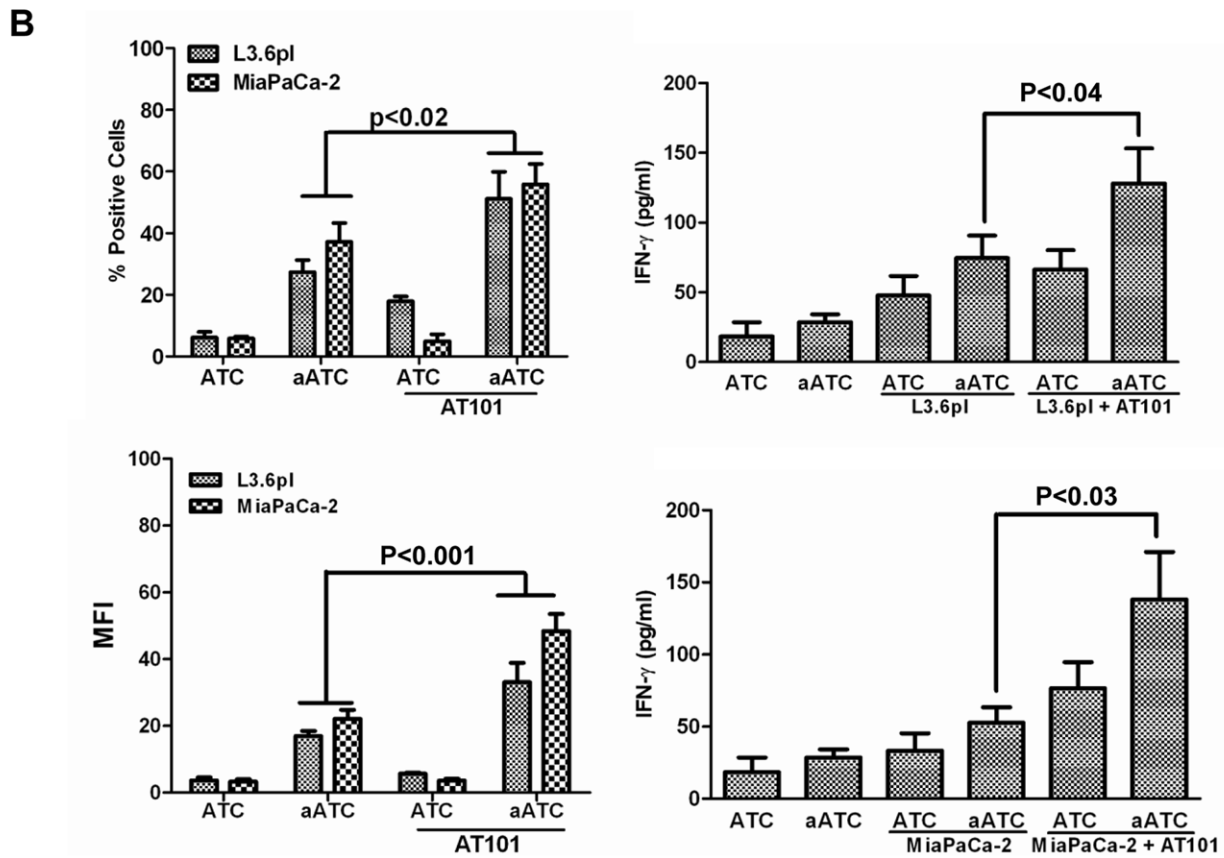 B
L3.6pl
MiaPaCa-2
% Positive Cells
100
80
60
40
20
0
p<0.02
ATC aATC ATC aATC
AT101
IFN-γ (pg/ml)
200
150
100
50
0
P<0.04
ATC aATC ATC aATC ATC aATC
L3.6pl L3.6pl + AT101
L3.6pl
MiaPaCa-2
MFI
100
80
60
40
20
0
P<0.001
ATC aATC ATC aATC
AT101
IFN-γ (pg/ml)
200
150
100
50
0
P<0.03
ATC aATC ATC aATC ATC aATC
MiaPaCa-2 MiaPaCa-2 + AT101